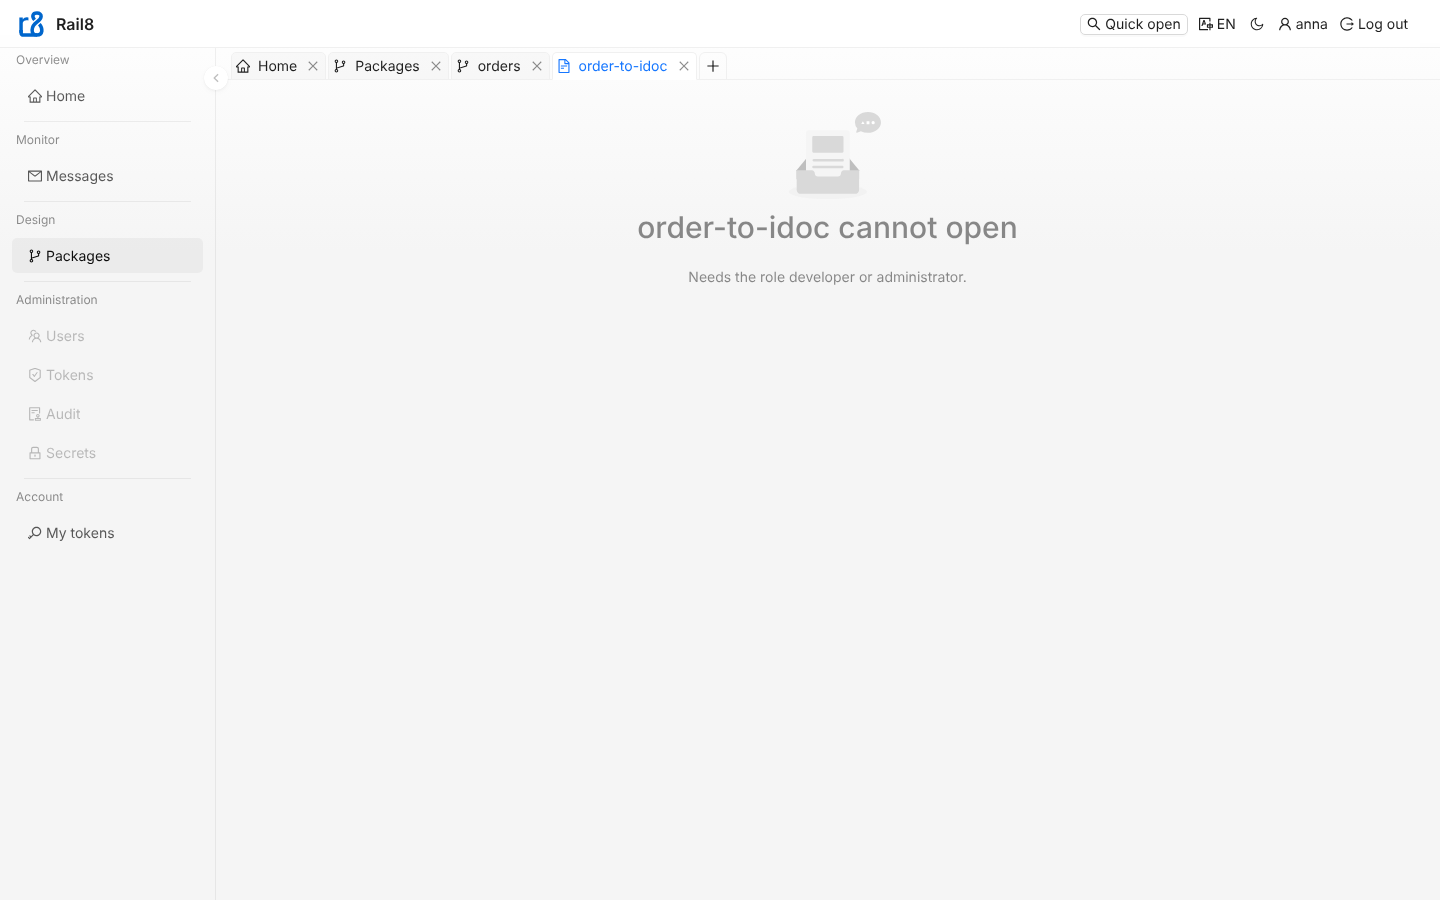 Rail8
Quick open
EN
anna
Log out
Overview
Home
Monitor
Messages
Design
Packages
Administration
Users
Tokens
Audit
Secrets
Account
My tokens
Home
Packages
orders
order-to-idoc
order-to-idoc cannot open
Needs the role developer or administrator.